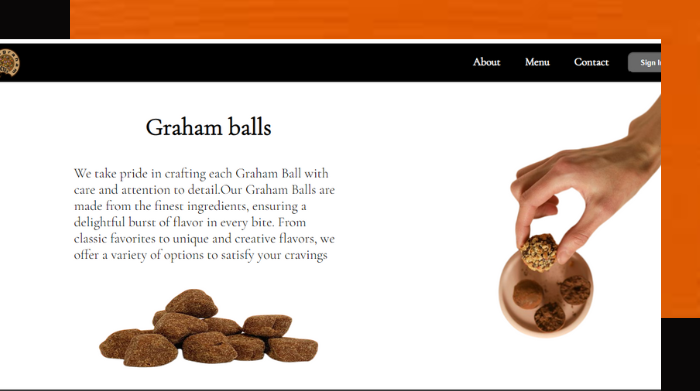 About Menu Contact Sign
Graham balls
We take pride in crafting each Graham Ball with
care and attention to detail.Our Graham Balls are
made from the finest ingredients, ensuring a
delightful burst of flavor in every bite. From
classic favorites to unique and creative flavors, we
offer a variety of options to satisfy your cravings